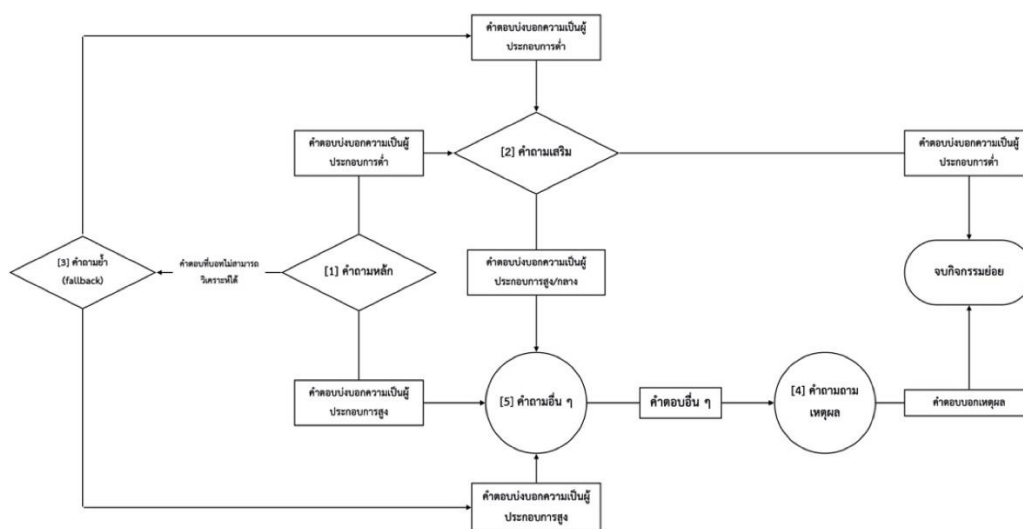 คำตอบบ่งบอกความเป็นผู้
ประกอบการต่ำ
คำตอบบ่งบอกความเป็นผู้
ประกอบการต่ำ
[2] คำถามเสริม
คำตอบบ่งบอกความเป็นผู้
ประกอบการต่ำ
[3] คำถามย้ำ
(fallback)
คำตอบที่บอทไม่สามารถ
วิเคราะห์ได้
[1] คำถามหลัก
คำตอบบ่งบอกความเป็นผู้
ประกอบการสูง/กลาง
จบกิจกรรมย่อย
คำตอบบ่งบอกความเป็นผู้
ประกอบการสูง
[5] คำถามอื่น ๆ
คำตอบอื่น ๆ
[4] คำถามถาม
เหตุผล
คำตอบบอกเหตุผล
คำตอบบ่งบอกความเป็นผู้
ประกอบการสูง